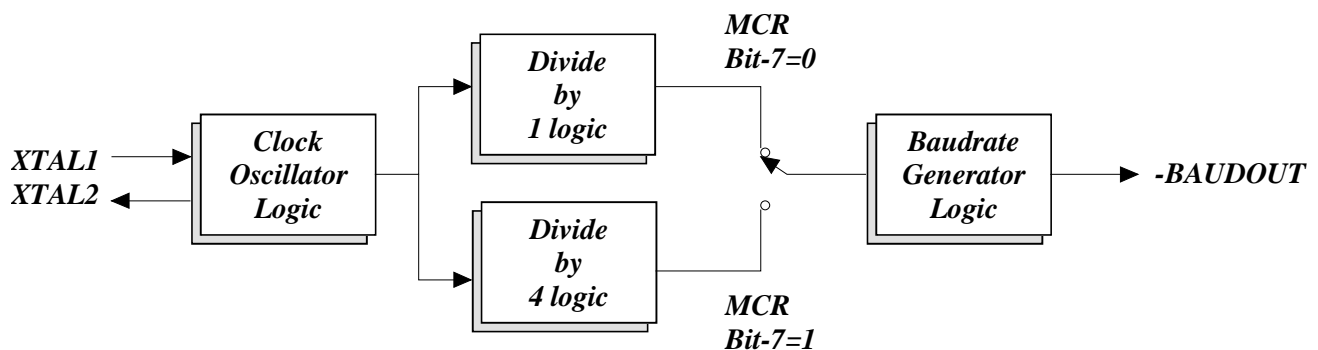 XTAL1
XTAL2
Clock
Oscillator
Logic
Divide
by
1 logic
Divide
by
4 logic
MCR
Bit-7=0
MCR
Bit-7=1
Baudrate
Generator
Logic
-BAUDOUT